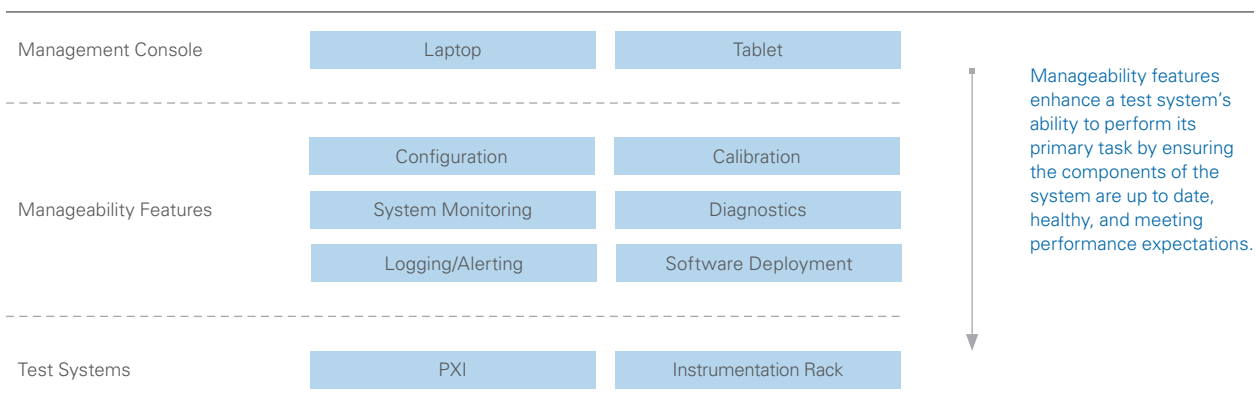 Management Console
Laptop
Tablet
Manageability Features
Configuration
Calibration
System Monitoring
Diagnostics
Logging/Alerting
Software Deployment
Test Systems
PXI
Instrumentation Rack
Manageability features
enhance a test system’s
ability to perform its
primary task by ensuring
the components of the
system are up to date,
healthy, and meeting
performance expectations.